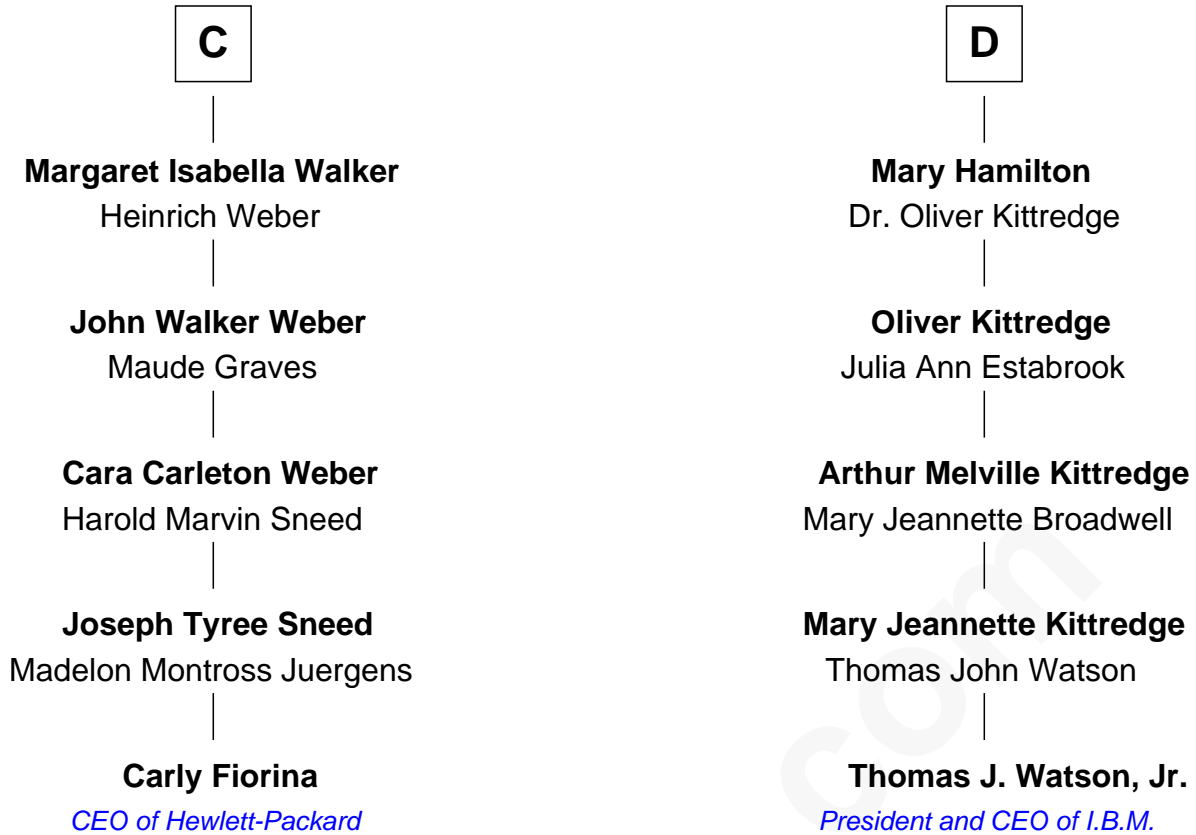 C
Margaret Isabella Walker
Heinrich Weber
John Walker Weber
Maude Graves
Cara Carleton Weber
Harold Marvin Sneed
Joseph Tyree Sneed
Madelon Montross Juergens
Carly Fiorina
CEO of Hewlett-Packard
D
Mary Hamilton
Dr. Oliver Kittredge
Oliver Kittredge
Julia Ann Estabrook
Arthur Melville Kittredge
Mary Jeannette Broadwell
Mary Jeannette Kittredge
Thomas John Watson
Thomas J. Watson, Jr.
President and CEO of I.B.M.
com